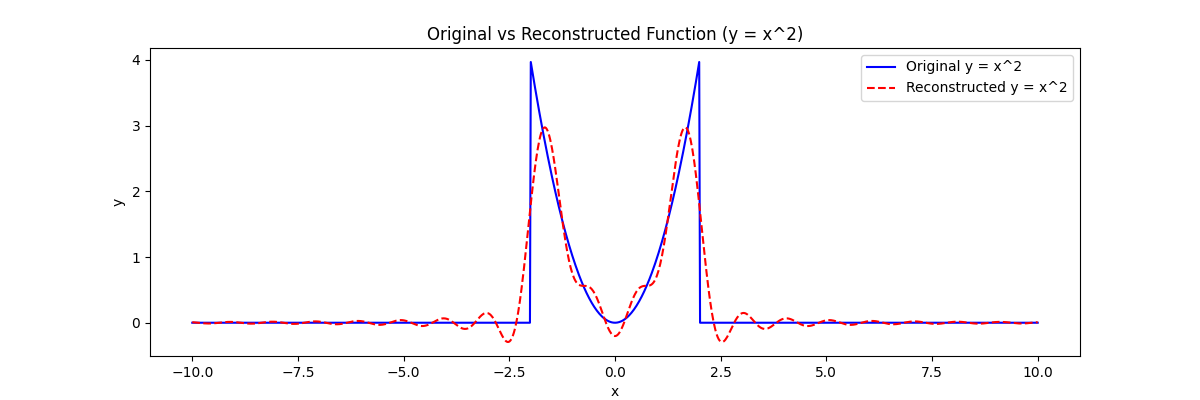 Original vs Reconstructed Function (y = x^2)
Original y = x^2
Reconstructed y = x^2
y
4
3
2
1
0
−10.0 −7.5 −5.0 −2.5 0.0 2.5 5.0 7.5 10.0
x